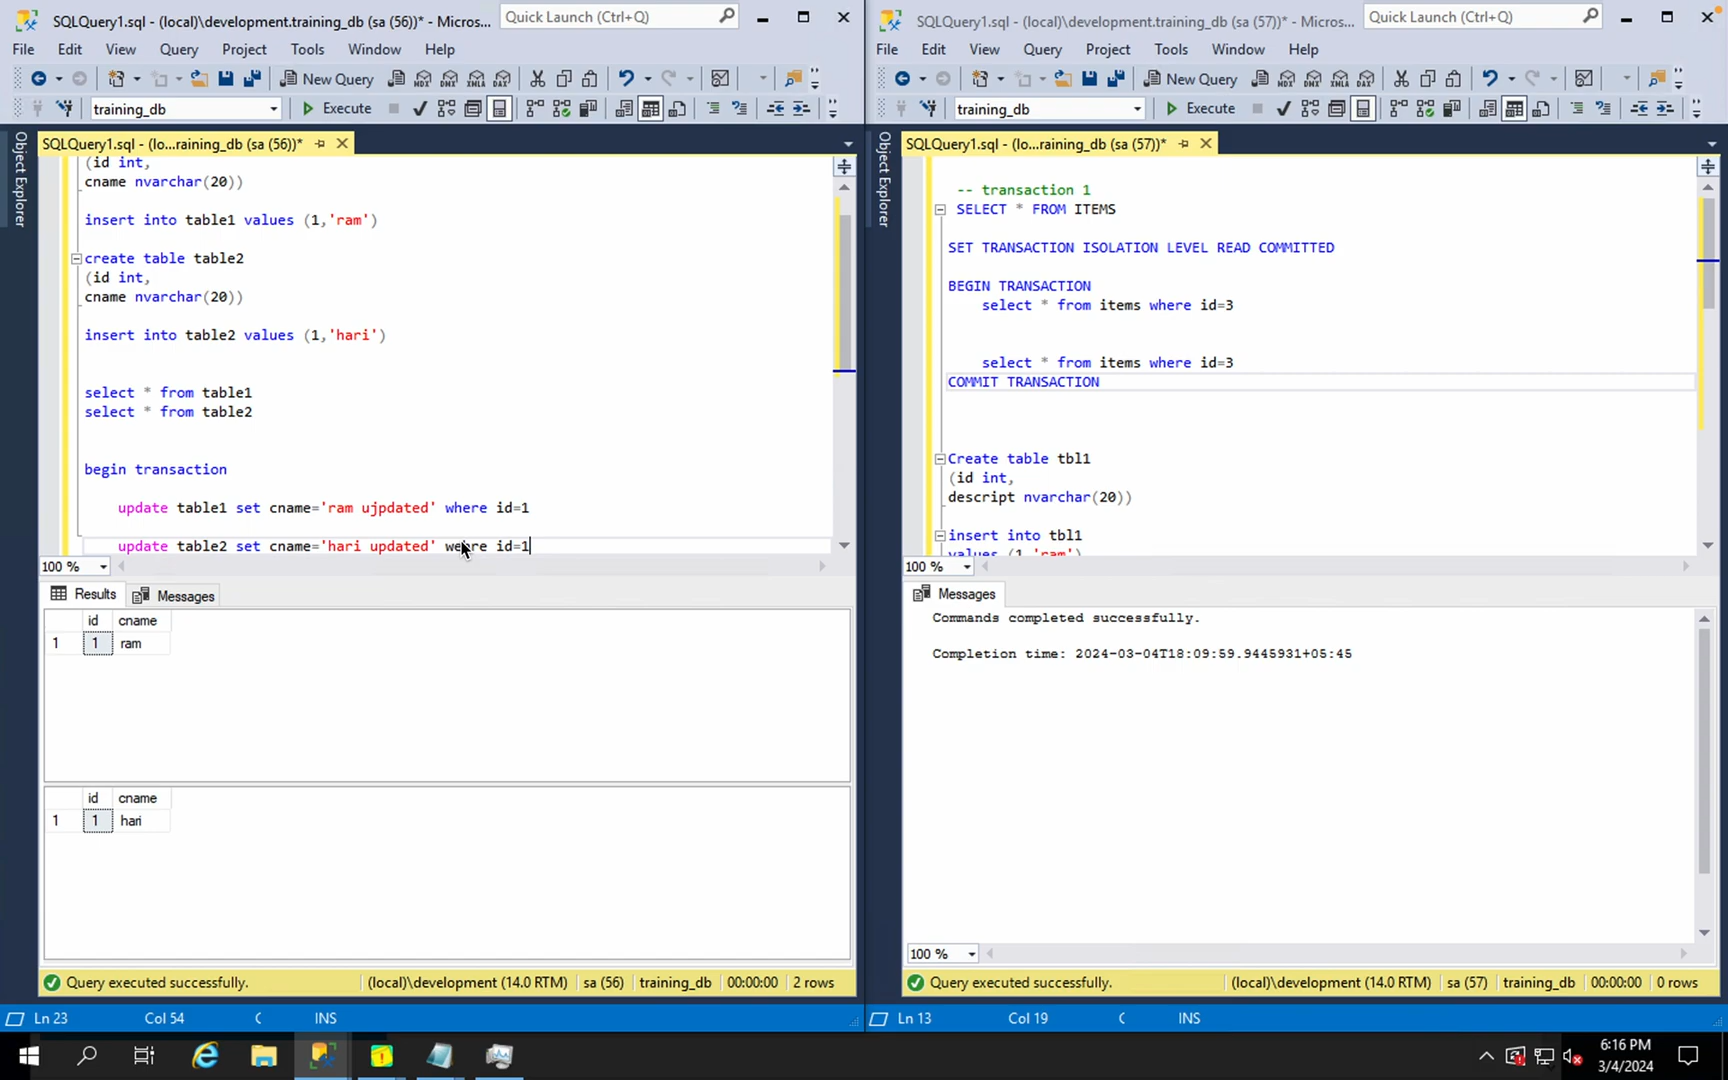 SQLQuery1.sql - (local)\development.training_db (sa (56))* - Micros...
Quick Launch (Ctrl+Q)
File Edit View Query Project Tools Window Help
New Query
training_db
Execute
Object Explorer
SQLQuery1.sql - (lo...raining_db (sa (56))*
(id int,
cname nvarchar(20))
insert into table1 values (1,'ram')
create table table2
(id int,
cname nvarchar(20))
insert into table2 values (1,'hari')
select * from table1
select * from table2
begin transaction
update table1 set cname='ram ujpdated' where id=1
update table2 set cname='hari updated' where id=1
100 %
Results Messages
id cname
1 1 ram
id cname
1 1 hari
Query executed successfully. (local)\development (14.0 RTM) sa (56) training_db 00:00:00 2 rows
Ln 23 Col 54 C INS
SQLQuery1.sql - (local)\development.training_db (sa (57))* - Micros...
Quick Launch (Ctrl+Q)
File Edit View Query Project Tools Window Help
New Query
training_db
Execute
Object Explorer
SQLQuery1.sql - (lo...raining_db (sa (57))*
-- transaction 1
SELECT * FROM ITEMS
SET TRANSACTION ISOLATION LEVEL READ COMMITTED
BEGIN TRANSACTION
select * from items where id=3
select * from items where id=3
COMMIT TRANSACTION
Create table tbl1
(id int,
descript nvarchar(20))
insert into tbl1
values (1,'ram')
100 %
Messages
Commands completed successfully.
Completion time: 2024-03-04T18:09:59.9445931+05:45
100 %
Query executed successfully. (local)\development (14.0 RTM) sa (57) training_db 00:00:00 0 rows
Ln 13 Col 19 C INS
6:16 PM
3/4/2024